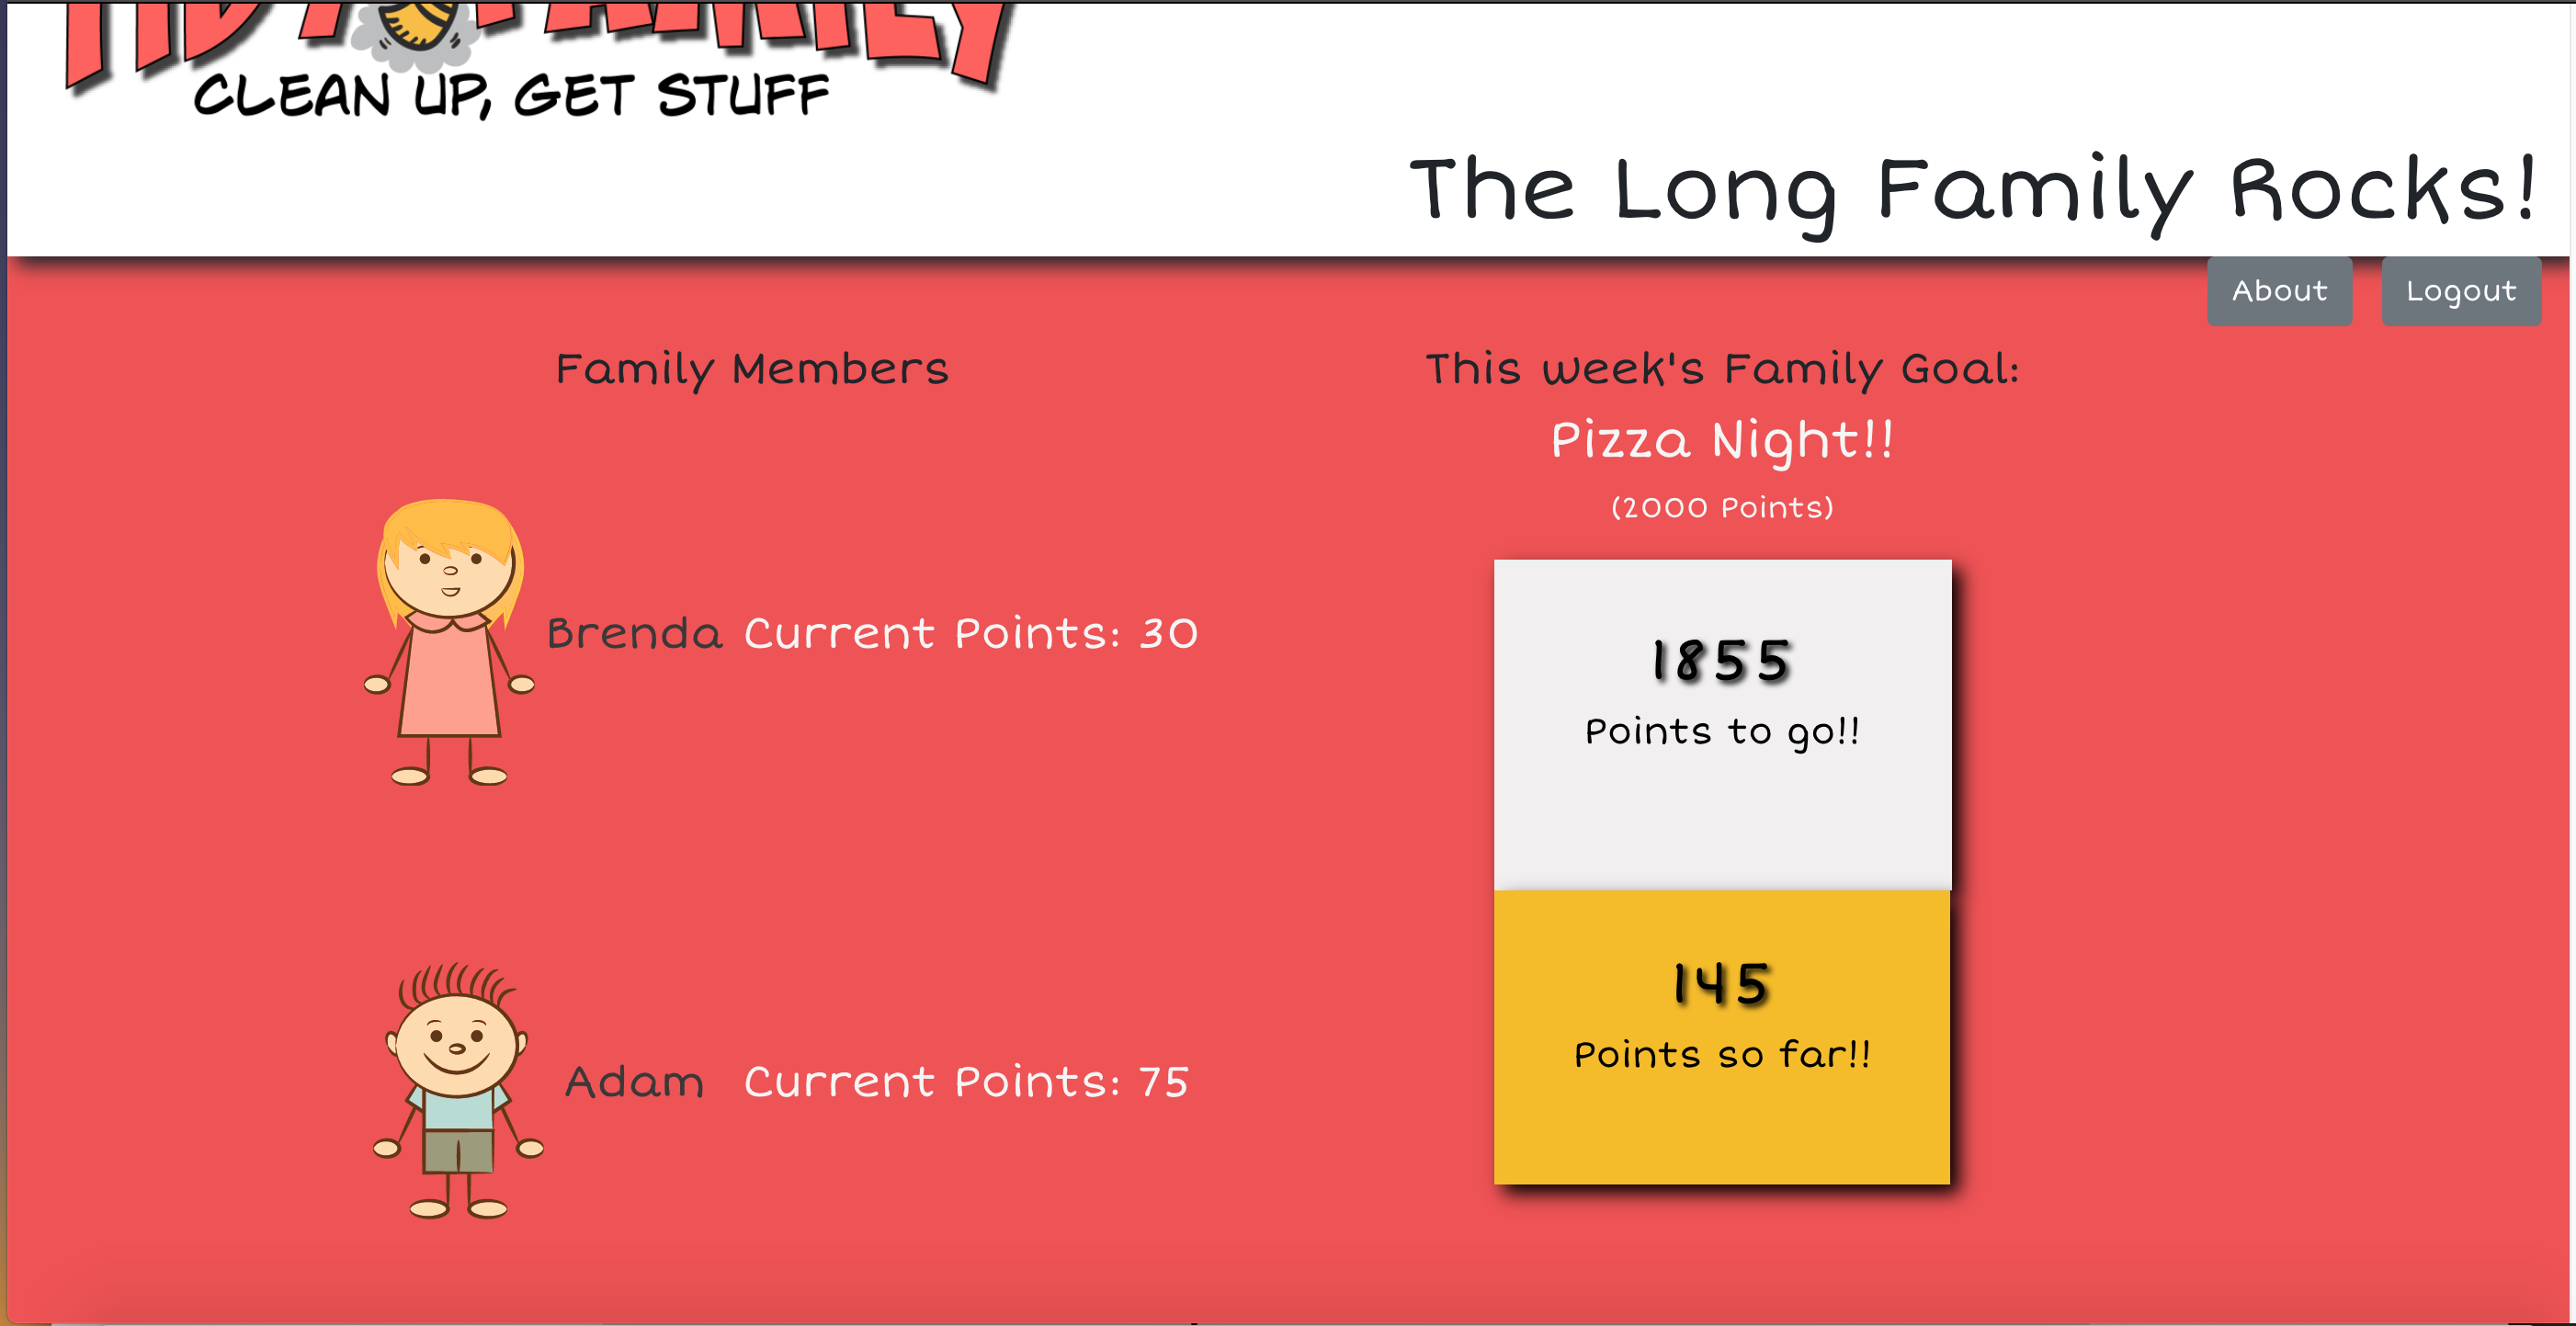 FAMILY
CLEAN UP, GET STUFF
The Long Family Rocks!
About
Logout
Family Members
Brenda Current Points: 30
Adam Current Points: 75
This week's Family Goal:
Pizza Night!!
(2000 Points)
1855
Points to go!!
145
Points so far!!